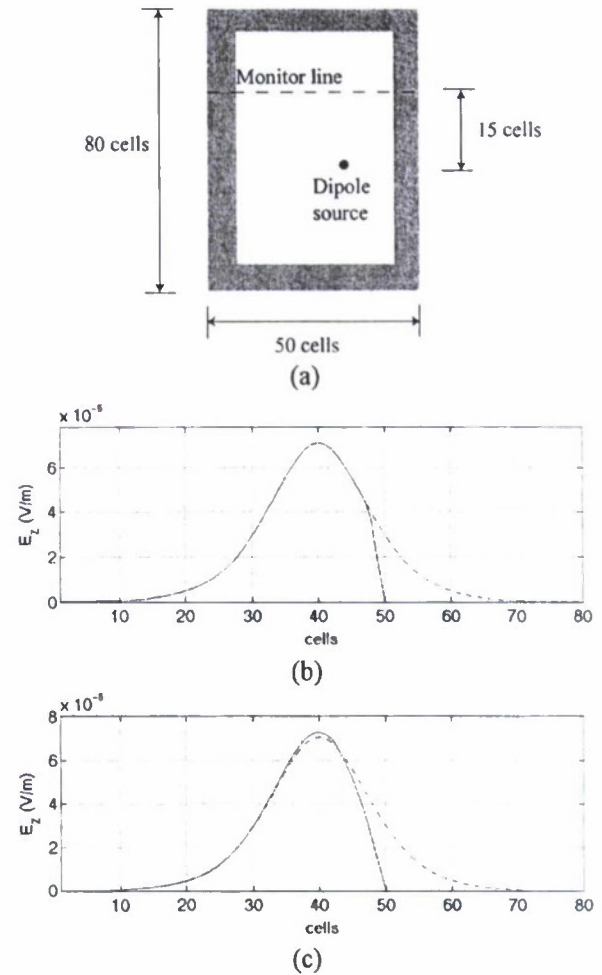 Monitor line
80 cells
15 cells
Dipole
source
50 cells
(a)
x 10⁻⁵
6
4
2
0
E_z (V/m)
10 20 30 40 50 60 70 80
cells
(b)
x 10⁻⁵
8
6
4
2
0
E_z (V/m)
10 20 30 40 50 60 70 80
cells
(c)